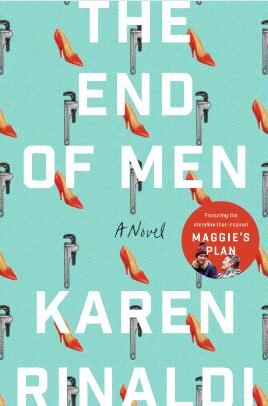 THE
END
OF MEN
A Novel
Featuring the
storyline that inspired
MAGGIE'S
PLAN
KAREN
RINALDI